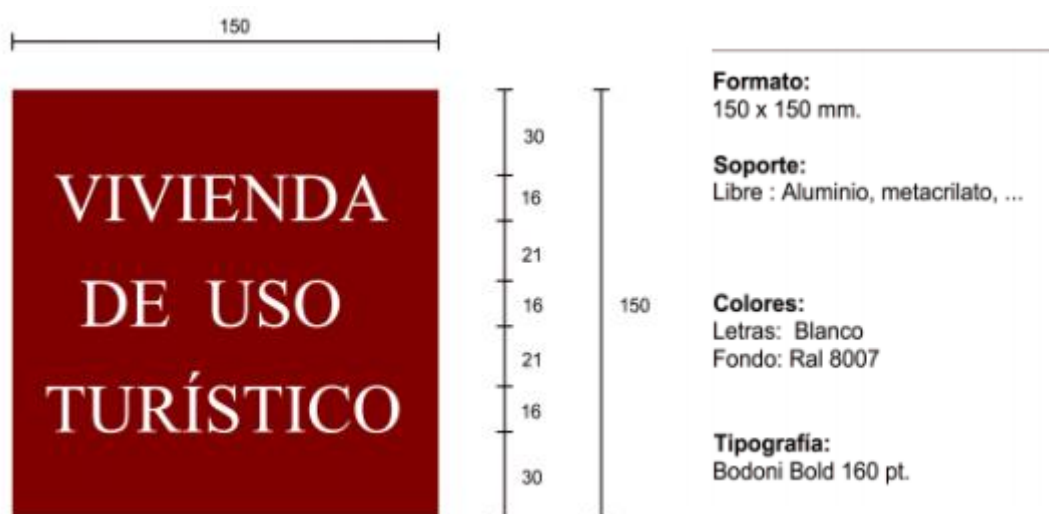 150
VIVIENDA
DE USO
TURÍSTICO
30
16
21
16
21
16
30
150
Formato:
150 x 150 mm.
Soporte:
Libre : Aluminio, metacrilato, ...
Colores:
Letras: Blanco
Fondo: Ral 8007
Tipografía:
Bodoni Bold 160 pt.